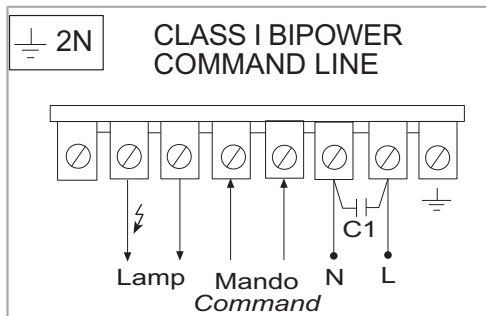 2N
CLASS I BIPOWER
COMMAND LINE
C1
Lamp
Mando
Command
N
L